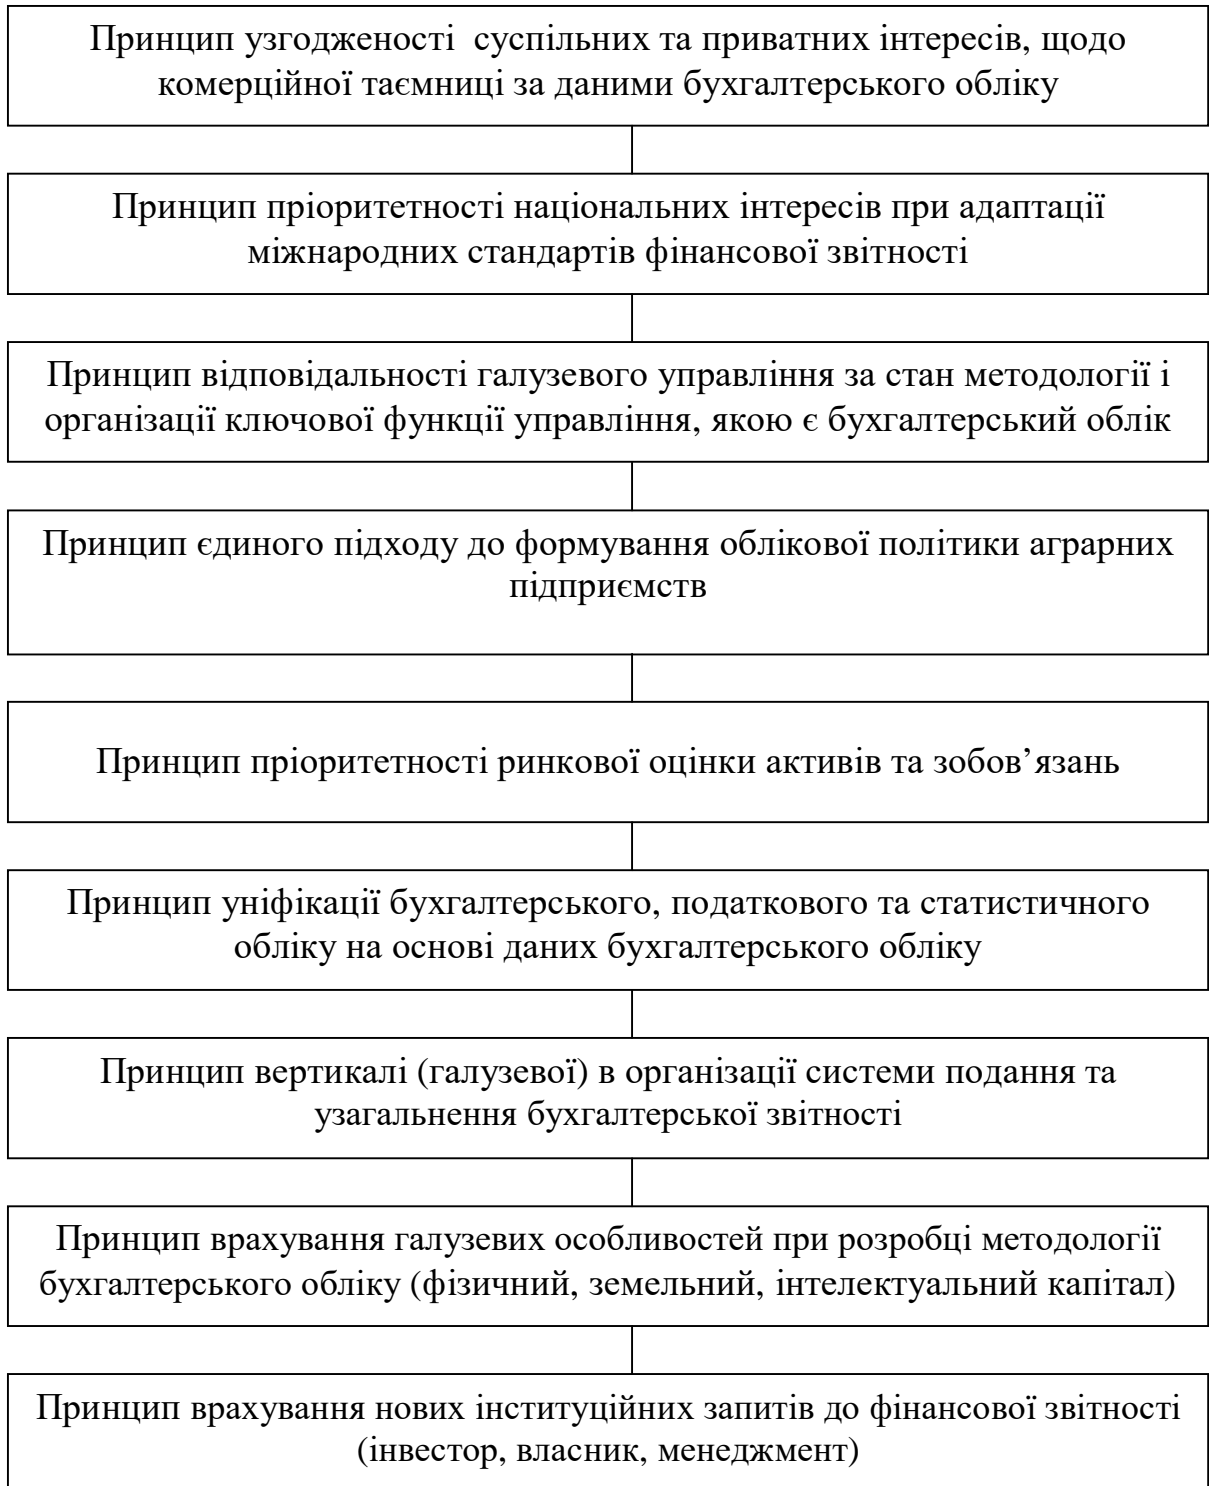 Принцип узгодженості суспільних та приватних інтересів, щодо
комерційної таємниці за даними бухгалтерського обліку
Принцип пріоритетності національних інтересів при адаптації
міжнародних стандартів фінансової звітності
Принцип відповідальності галузевого управління за стан методології і
організації ключової функції управління, якою є бухгалтерський облік
Принцип єдиного підходу до формування облікової політики аграрних
підприємств
Принцип пріоритетності ринкової оцінки активів та зобов’язань
Принцип уніфікації бухгалтерського, податкового та статистичного
обліку на основі даних бухгалтерського обліку
Принцип вертикалі (галузевої) в організації системи подання та
узагальнення бухгалтерської звітності
Принцип врахування галузевих особливостей при розробці методології
бухгалтерського обліку (фізичний, земельний, інтелектуальний капітал)
Принцип врахування нових інституційних запитів до фінансової звітності
(інвестор, власник, менеджмент)